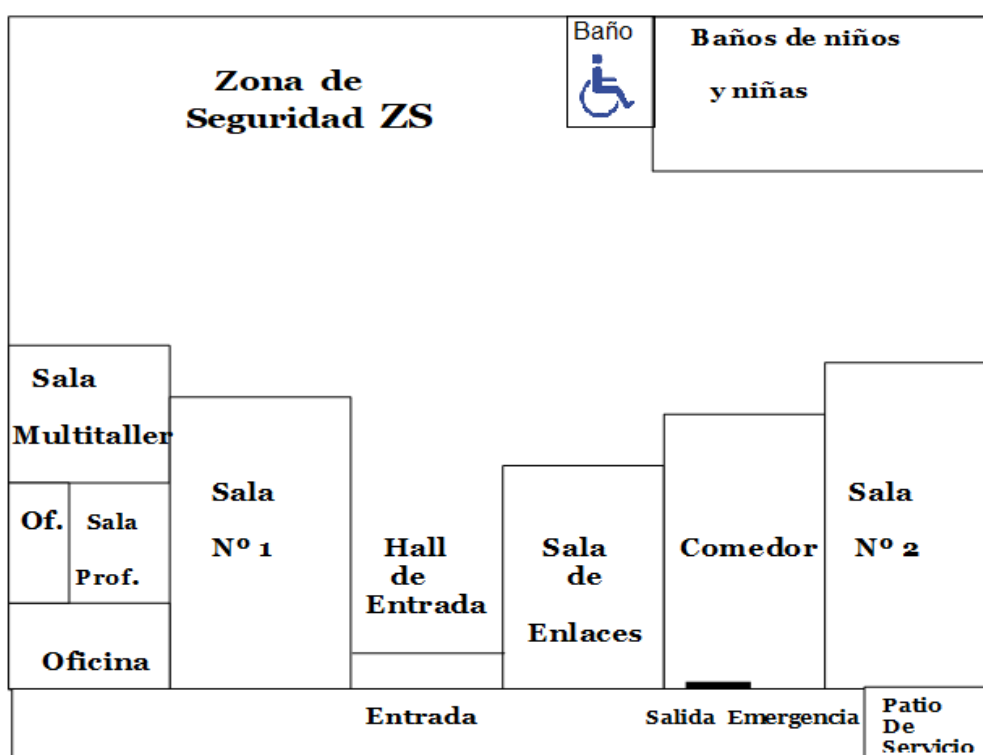 Baño
Baños de niños
y niñas
Zona de
Seguridad ZS
Sala
Multitaller
Of.
Sala
Prof.
Oficina
Sala
Nº 1
Hall
de
Entrada
Sala
de
Enlaces
Comedor
Sala
Nº 2
Entrada
Salida Emergencia
Patio
De
Servicio